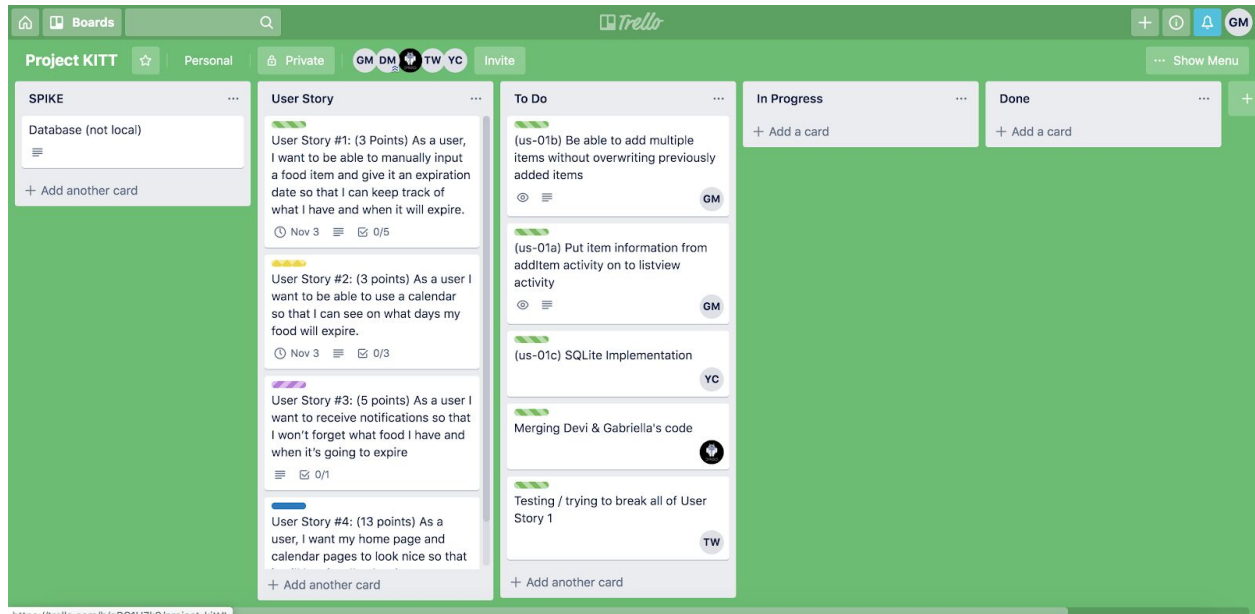 Boards
Trello
GM
Project KITT
Personal
Private
GM DM TW YC
Invite
... Show Menu
SPIKE
Database (not local)
+ Add another card
User Story
User Story #1: (3 Points) As a user,
I want to be able to manually input
a food item and give it an expiration
date so that I can keep track of
what I have and when it will expire.
Nov 3
0/5
User Story #2: (3 points) As a user I
want to be able to use a calendar
so that I can see on what days my
food will expire.
Nov 3
0/3
User Story #3: (5 points) As a user I
want to receive notifications so that
I won't forget what food I have and
when it's going to expire
0/1
User Story #4: (13 points) As a
user, I want my home page and
calendar pages to look nice so that
+ Add another card
To Do
(us-01b) Be able to add multiple
items without overwriting previously
added items
GM
(us-01a) Put item information from
addItem activity on to listview
activity
GM
(us-01c) SQLite Implementation
YC
Merging Devi & Gabriella's code
Testing / trying to break all of User
Story 1
TW
+ Add another card
In Progress
+ Add a card
Done
+ Add a card